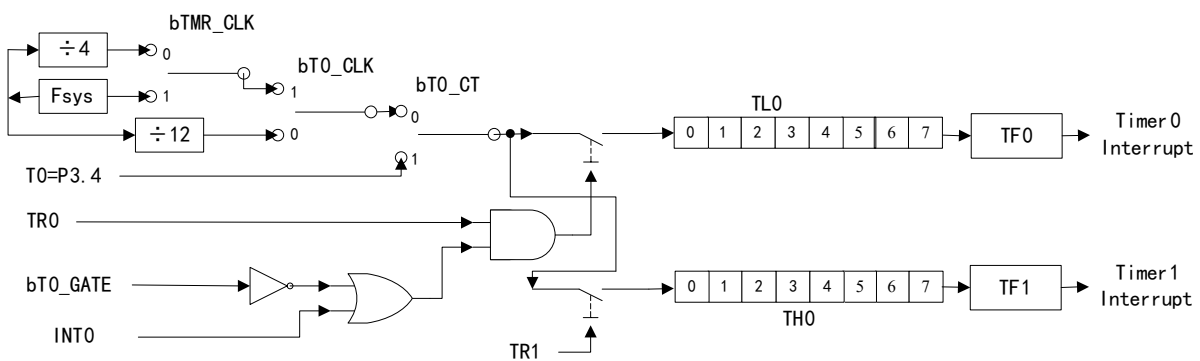 bTMR_CLK
÷4
0
bT0_CLK
bT0_CT
Fsys
1
1
0
÷12
0
TL0
0 1 2 3 4 5 6 7
TF0
Timer0
Interrupt
T0=P3.4
1
TR0
bT0_GATE
INT0
0 1 2 3 4 5 6 7
TH0
TF1
Timer1
Interrupt
TR1